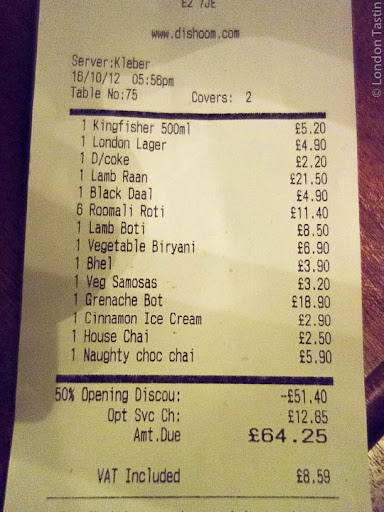 E2 7JE
www.dishoom.com
Server:Kleber
16/10/12 05:56pm
Table No:75 Covers: 2
1 Kingfisher 500ml £5.20
1 London Lager £4.90
1 D/coke £2.20
1 Lamb Raan £21.50
1 Black Daal £4.90
6 Roomali Roti £11.40
1 Lamb Boti £8.50
1 Vegetable Biryani £6.90
1 Bhel £3.90
1 Veg Samosas £3.20
1 Grenache Bot £18.90
1 Cinnamon Ice Cream £2.90
1 House Chai £2.50
1 Naughty choc chai £5.90
50% Opening Discou: -£51.40
Opt Svc Ch: £12.85
Amt.Due £64.25
VAT Included £8.59
© London Tastin